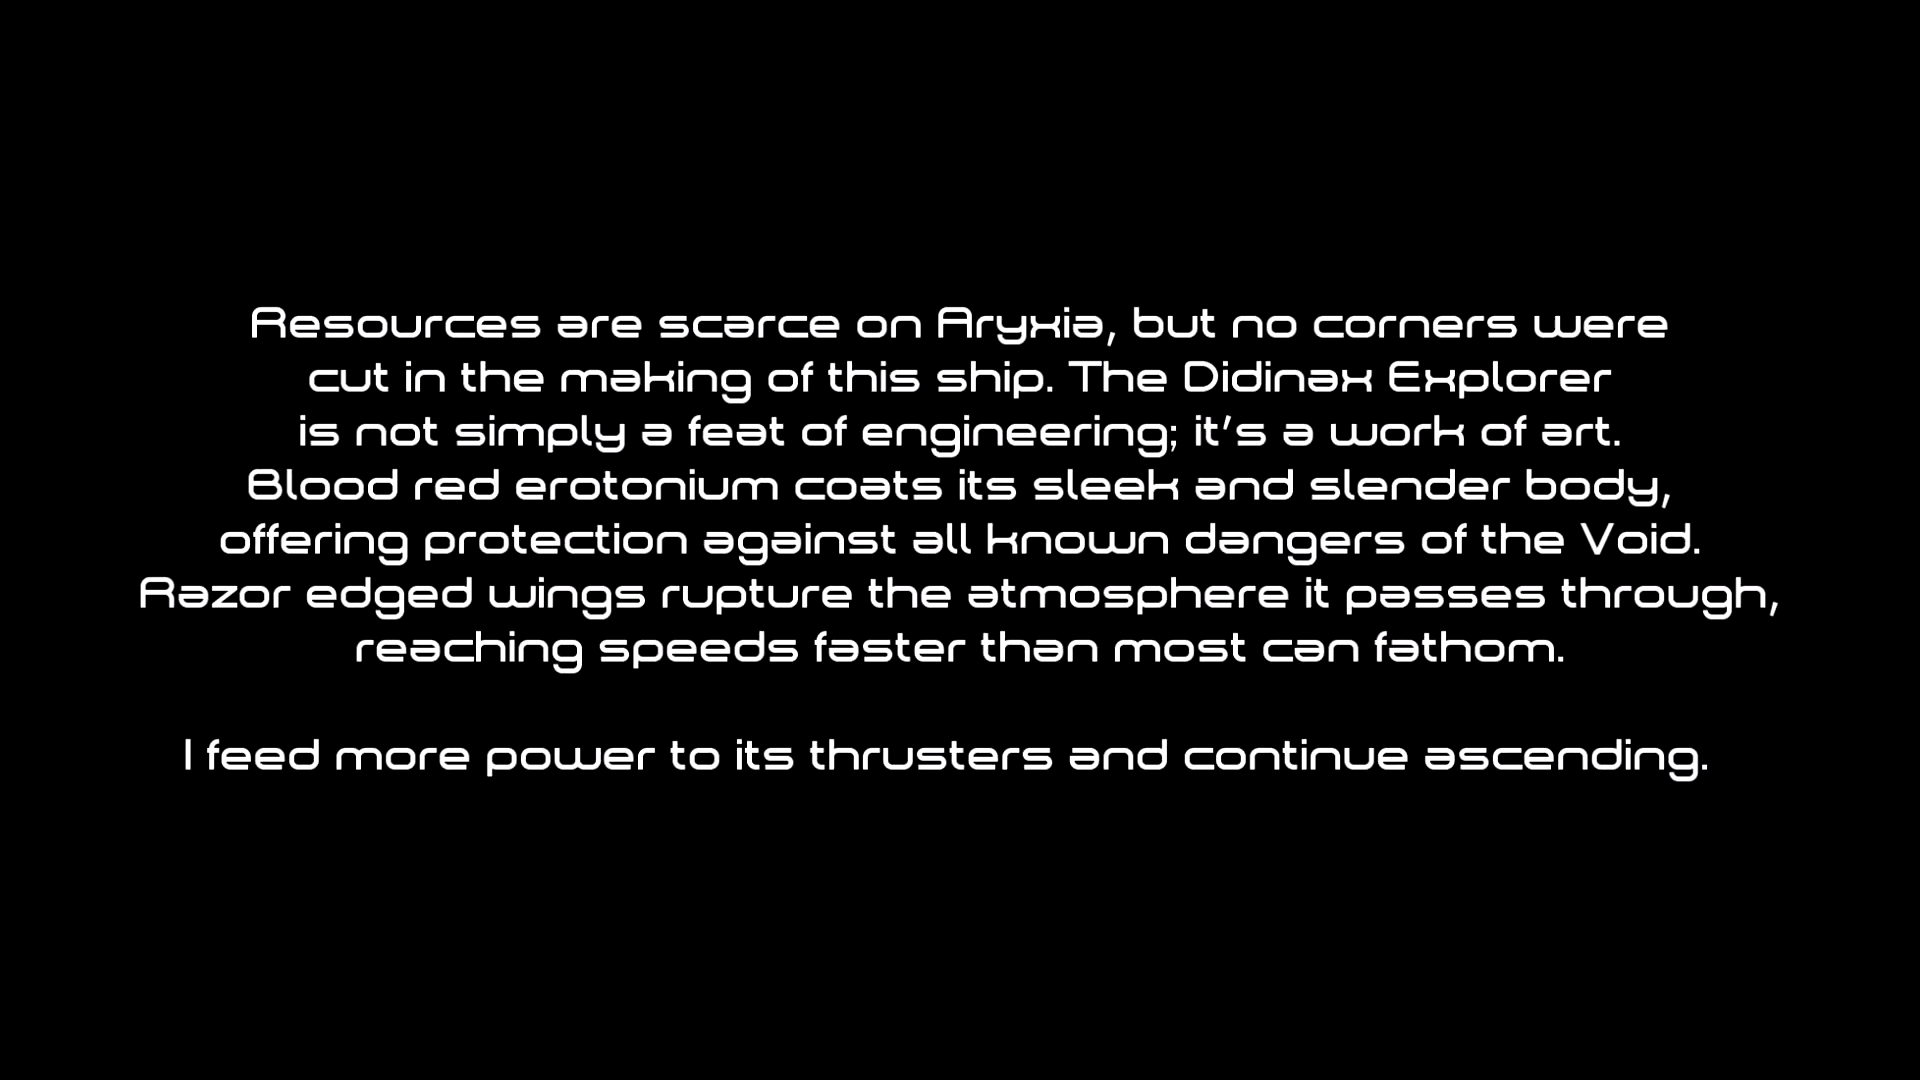 Resources are scarce on Aryxia, but no corners were
cut in the making of this ship. The Didinax Explorer
is not simply a feat of engineering; it's a work of art.
Blood red erotonium coats its sleek and slender body,
offering protection against all known dangers of the Void.
Razor edged wings rupture the atmosphere it passes through,
reaching speeds faster than most can fathom.
I feed more power to its thrusters and continue ascending.